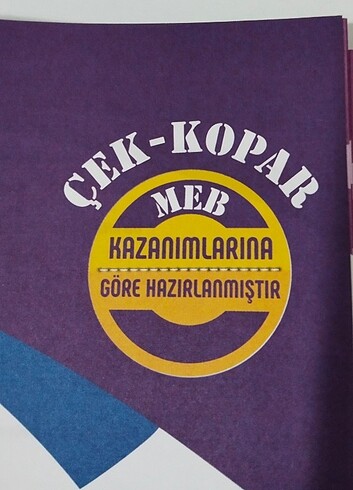 ÇEK-KOPAR
MEB
KAZANIMLARINA
GÖRE HAZIRLANMIŞTIR